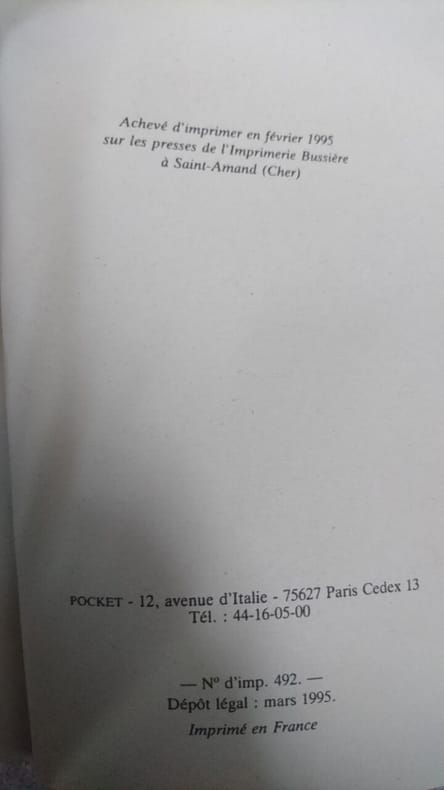 Achevé d'imprimer en février 1995
sur les presses de l'Imprimerie Bussière
à Saint-Amand (Cher)
POCKET - 12, avenue d'Italie - 75627 Paris Cedex 13
Tél. : 44-16-05-00
— Nº d'imp. 492. —
Dépôt légal : mars 1995.
Imprimé en France